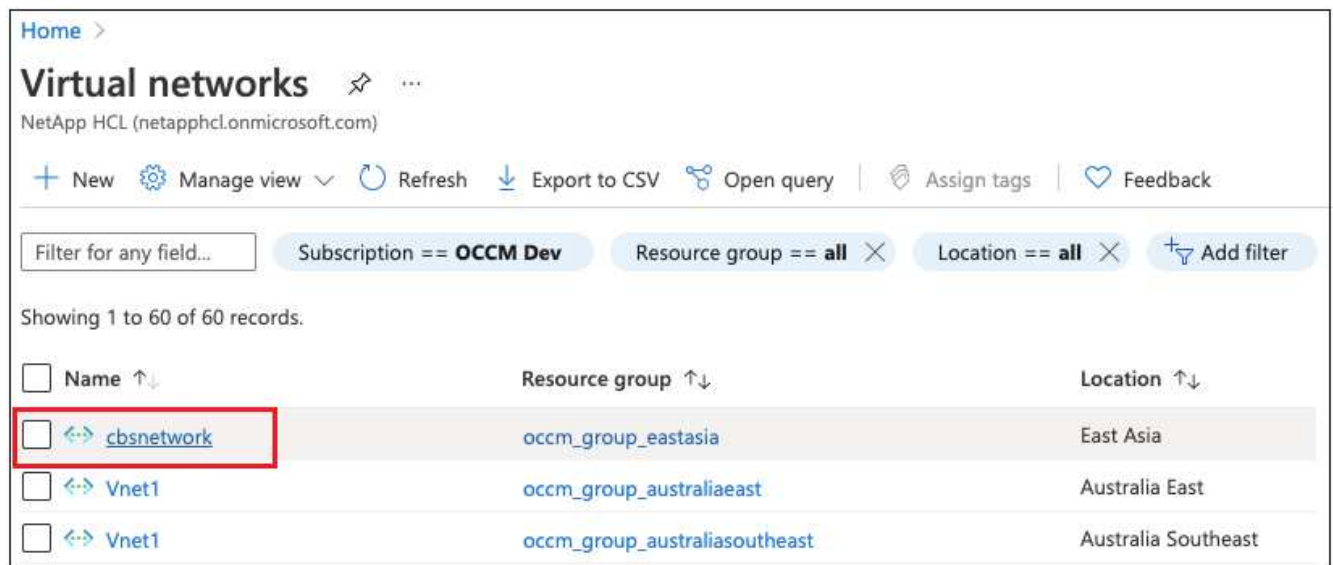 Home >
Virtual networks ...
NetApp HCL (netapphcl.onmicrosoft.com)
New Manage view Refresh Export to CSV Open query Assign tags Feedback
Filter for any field... Subscription == OCCM Dev Resource group == all Location == all Add filter
Showing 1 to 60 of 60 records.
Name ↑↓ Resource group ↑↓ Location ↑↓
cbsnetwork occm_group_eastasia East Asia
Vnet1 occm_group_australiaeast Australia East
Vnet1 occm_group_australiasoutheast Australia Southeast